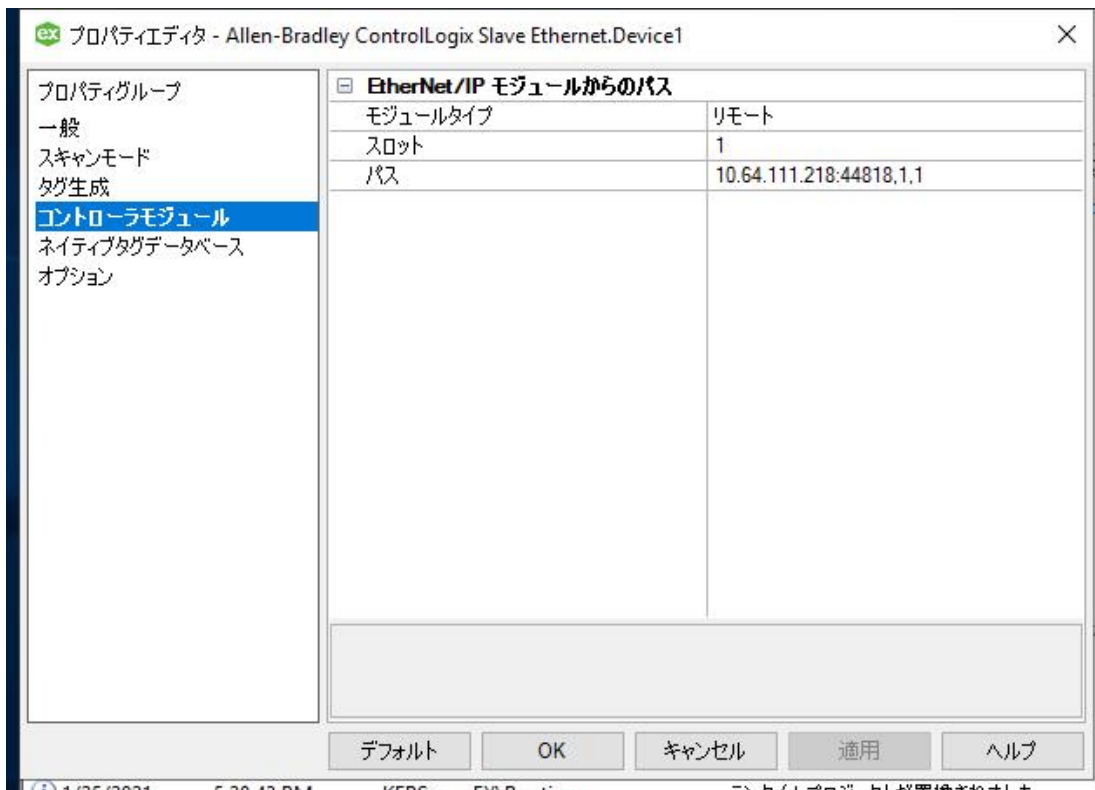 ex プロパティエディタ - Allen-Bradley ControlLogix Slave Ethernet.Device1
プロパティグループ
一般
スキャンモード
タグ生成
コントローラモジュール
ネイティブタグデータベース
オプション
EtherNet/IP モジュールからのパス
モジュールタイプ リモート
スロット 1
パス 10.64.111.218:44818,1,1
デフォルト OK キャンセル 適用 ヘルプ